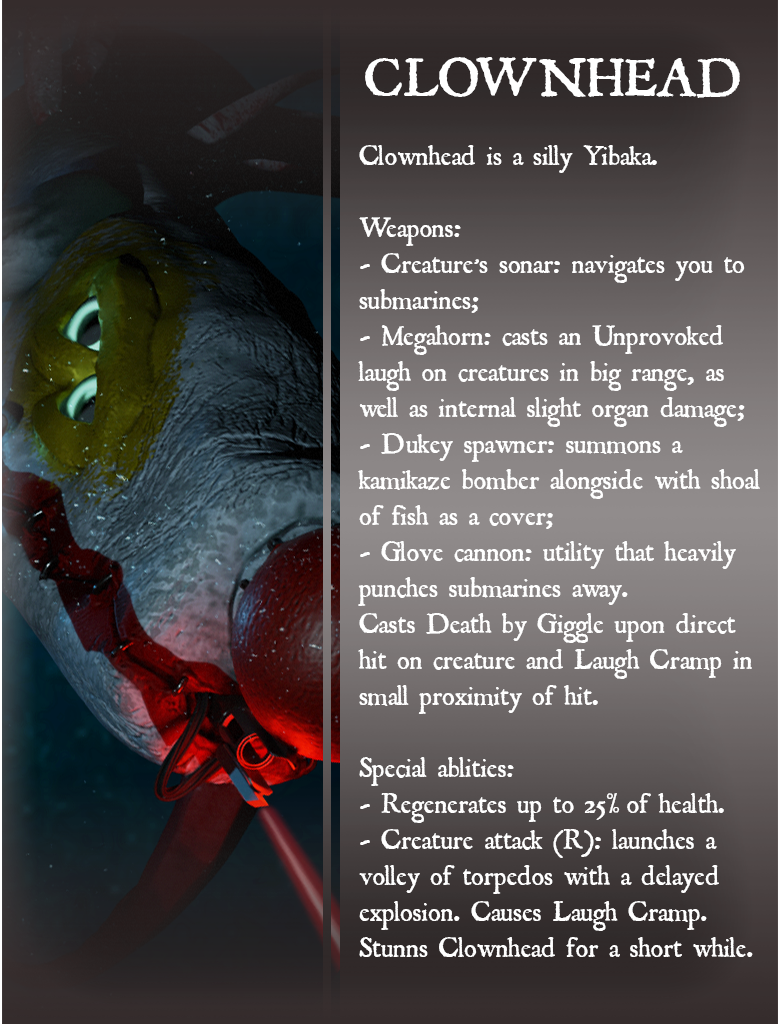 CLOWNHEAD
Clownhead is a silly Yibaka.
Weapons:
- Creature's sonar: navigates you to
submarines;
- Megahorn: casts an Unprovoked
laugh on creatures in big range, as
well as internal slight organ damage;
- Dukey spawner: summons a
kamikaze bomber alongside with shoal
of fish as a cover;
- Glove cannon: utility that heavily
punches submarines away.
Casts Death by Giggle upon direct
hit on creature and Laugh Cramp in
small proximity of hit.
Special ablities:
- Regenerates up to 25% of health.
- Creature attack (R): launches a
volley of torpedos with a delayed
explosion. Causes Laugh Cramp.
Stunns Clownhead for a short while.